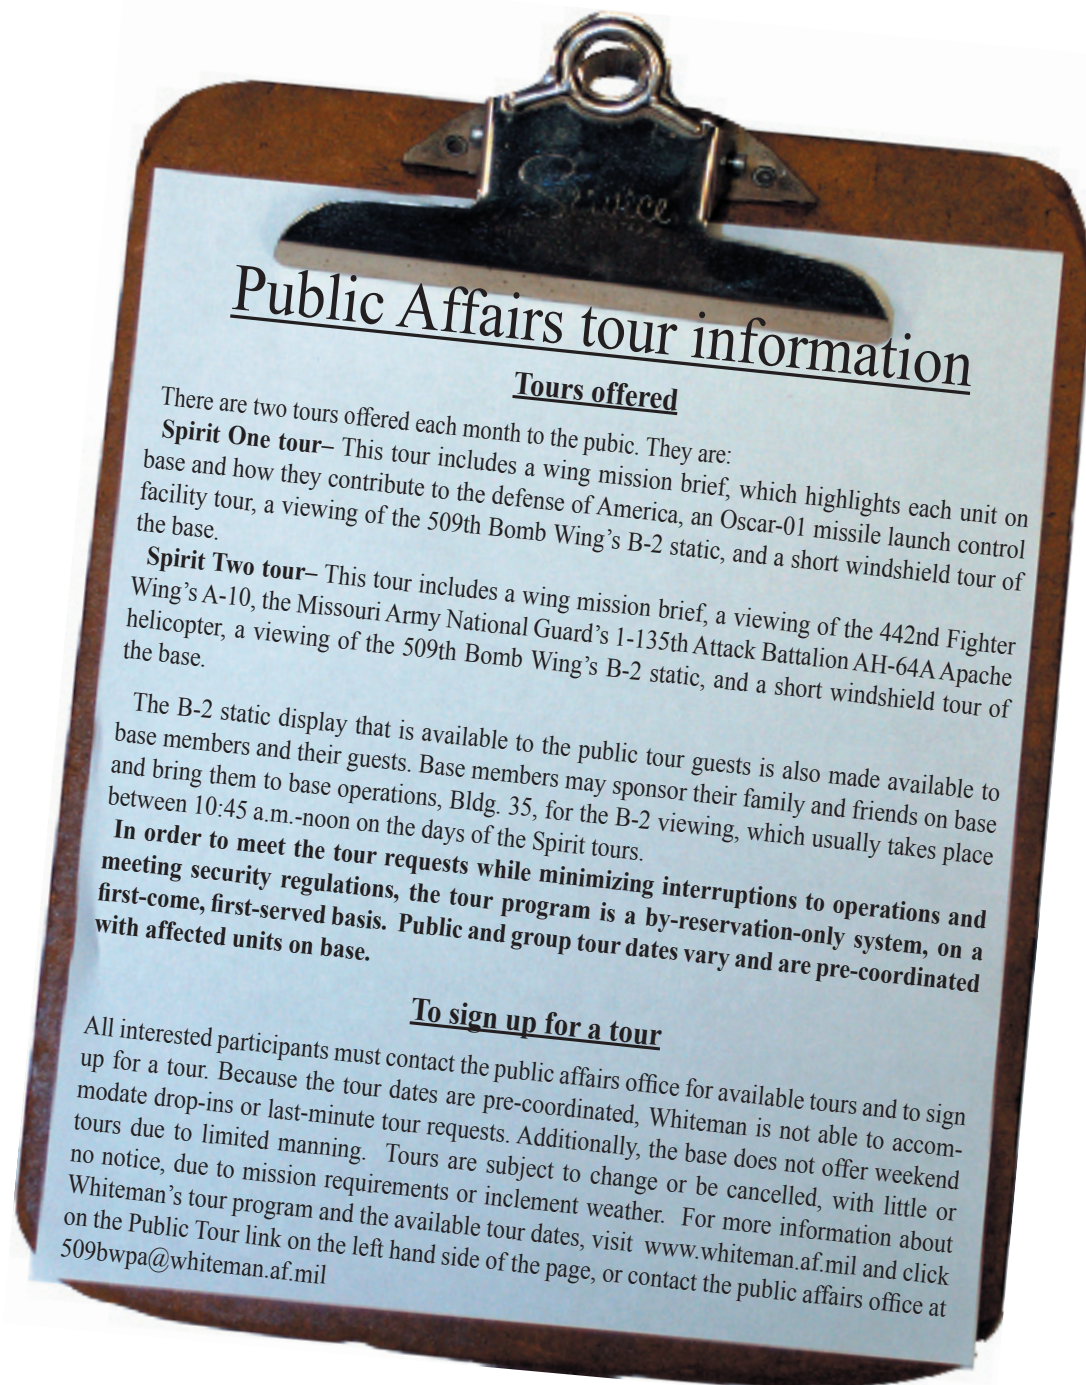 Service
Public Affairs tour information
Tours offered
There are two tours offered each month to the pubic. They are:
Spirit One tour– This tour includes a wing mission brief, which highlights each unit on
base and how they contribute to the defense of America, an Oscar-01 missile launch control
facility tour, a viewing of the 509th Bomb Wing's B-2 static, and a short windshield tour of
the base.
Spirit Two tour– This tour includes a wing mission brief, a viewing of the 442nd Fighter
Wing's A-10, the Missouri Army National Guard's 1-135th Attack Battalion AH-64A Apache
helicopter, a viewing of the 509th Bomb Wing's B-2 static, and a short windshield tour of
the base.
The B-2 static display that is available to the public tour guests is also made available to
base members and their guests. Base members may sponsor their family and friends on base
and bring them to base operations, Bldg. 35, for the B-2 viewing, which usually takes place
between 10:45 a.m.-noon on the days of the Spirit tours.
In order to meet the tour requests while minimizing interruptions to operations and
meeting security regulations, the tour program is a by-reservation-only system, on a
first-come, first-served basis. Public and group tour dates vary and are pre-coordinated
with affected units on base.
To sign up for a tour
All interested participants must contact the public affairs office for available tours and to sign
up for a tour. Because the tour dates are pre-coordinated, Whiteman is not able to accom-
modate drop-ins or last-minute tour requests. Additionally, the base does not offer weekend
tours due to limited manning. Tours are subject to change or be cancelled, with little or
no notice, due to mission requirements or inclement weather. For more information about
Whiteman's tour program and the available tour dates, visit www.whiteman.af.mil and click
on the Public Tour link on the left hand side of the page, or contact the public affairs office at
509bwpa@whiteman.af.mil